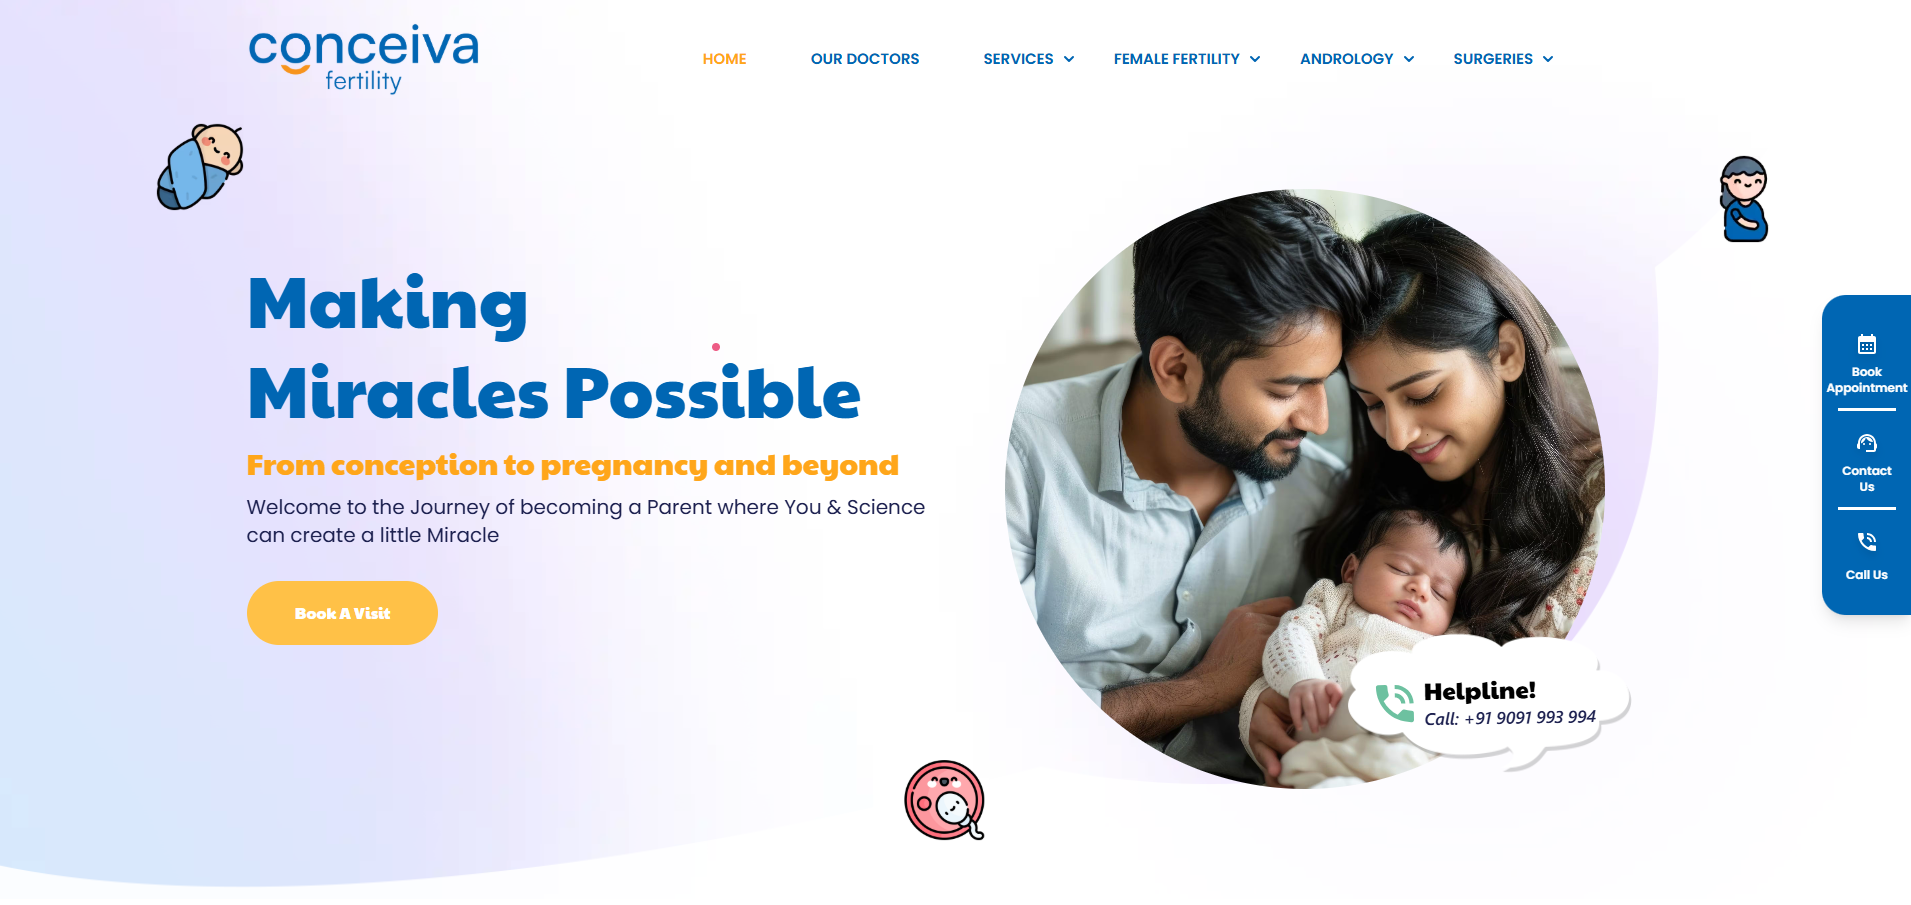 conceiva
fertility
HOME
OUR DOCTORS
SERVICES
FEMALE FERTILITY
ANDROLOGY
SURGERIES
Making
Miracles Possible
From conception to pregnancy and beyond
Welcome to the Journey of becoming a Parent where You & Science
can create a little Miracle
Book A Visit
Helpline!
Call: +91 9091 993 994
Book
Appointment
Contact
Us
Call Us